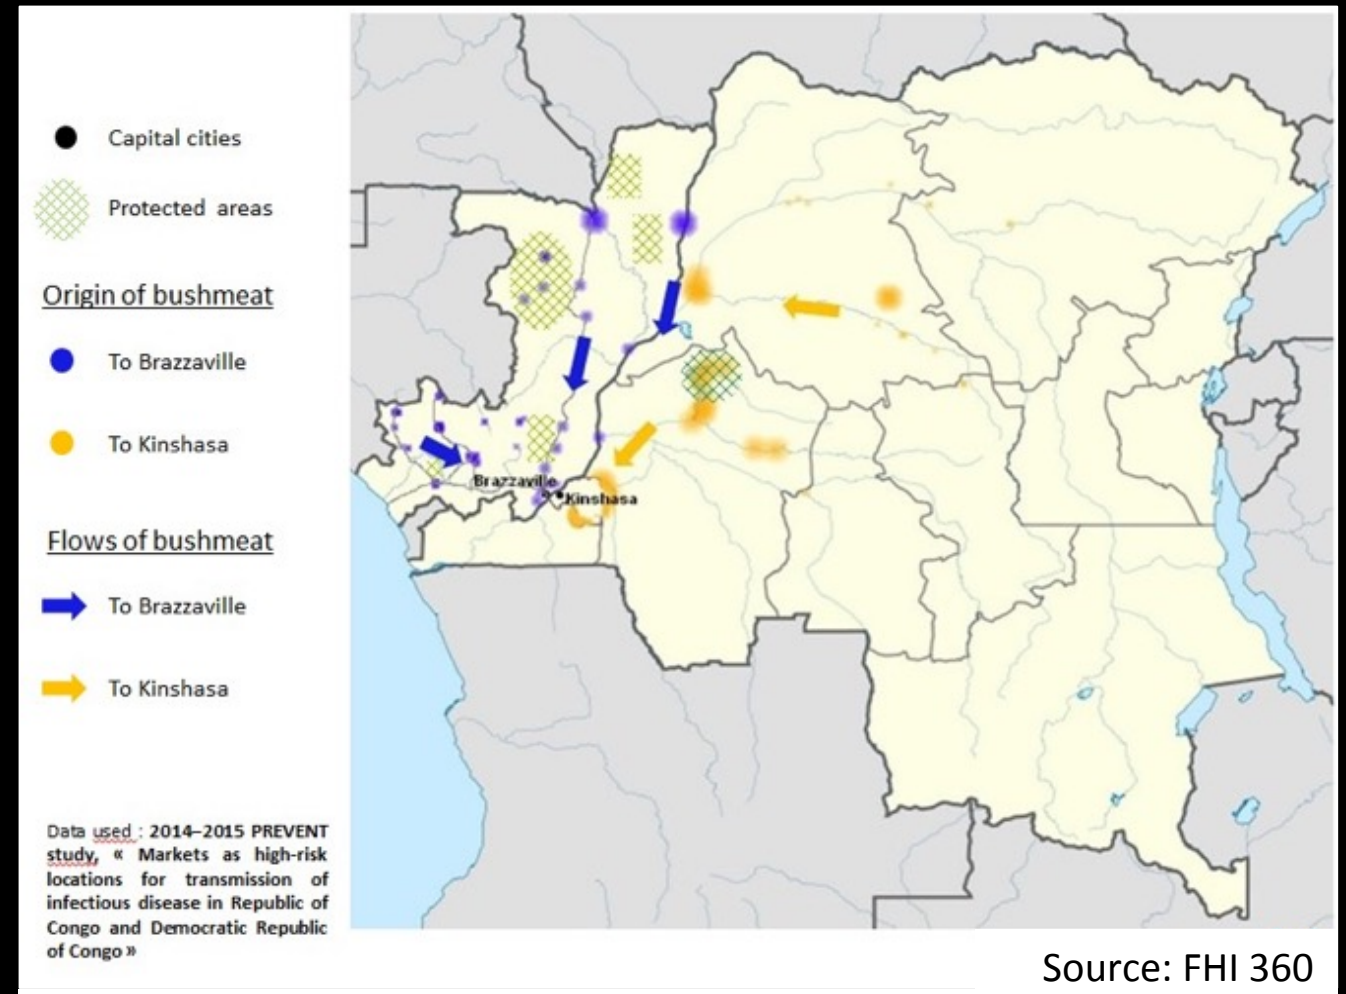 Capital cities
Protected areas
Origin of bushmeat
To Brazzaville
To Kinshasa
Flows of bushmeat
To Brazzaville
To Kinshasa
Data used : 2014–2015 PREVENT
study, « Markets as high-risk
locations for transmission of
infectious disease in Republic of
Congo and Democratic Republic
of Congo »
Brazzaville
Kinshasa
Source: FHI 360